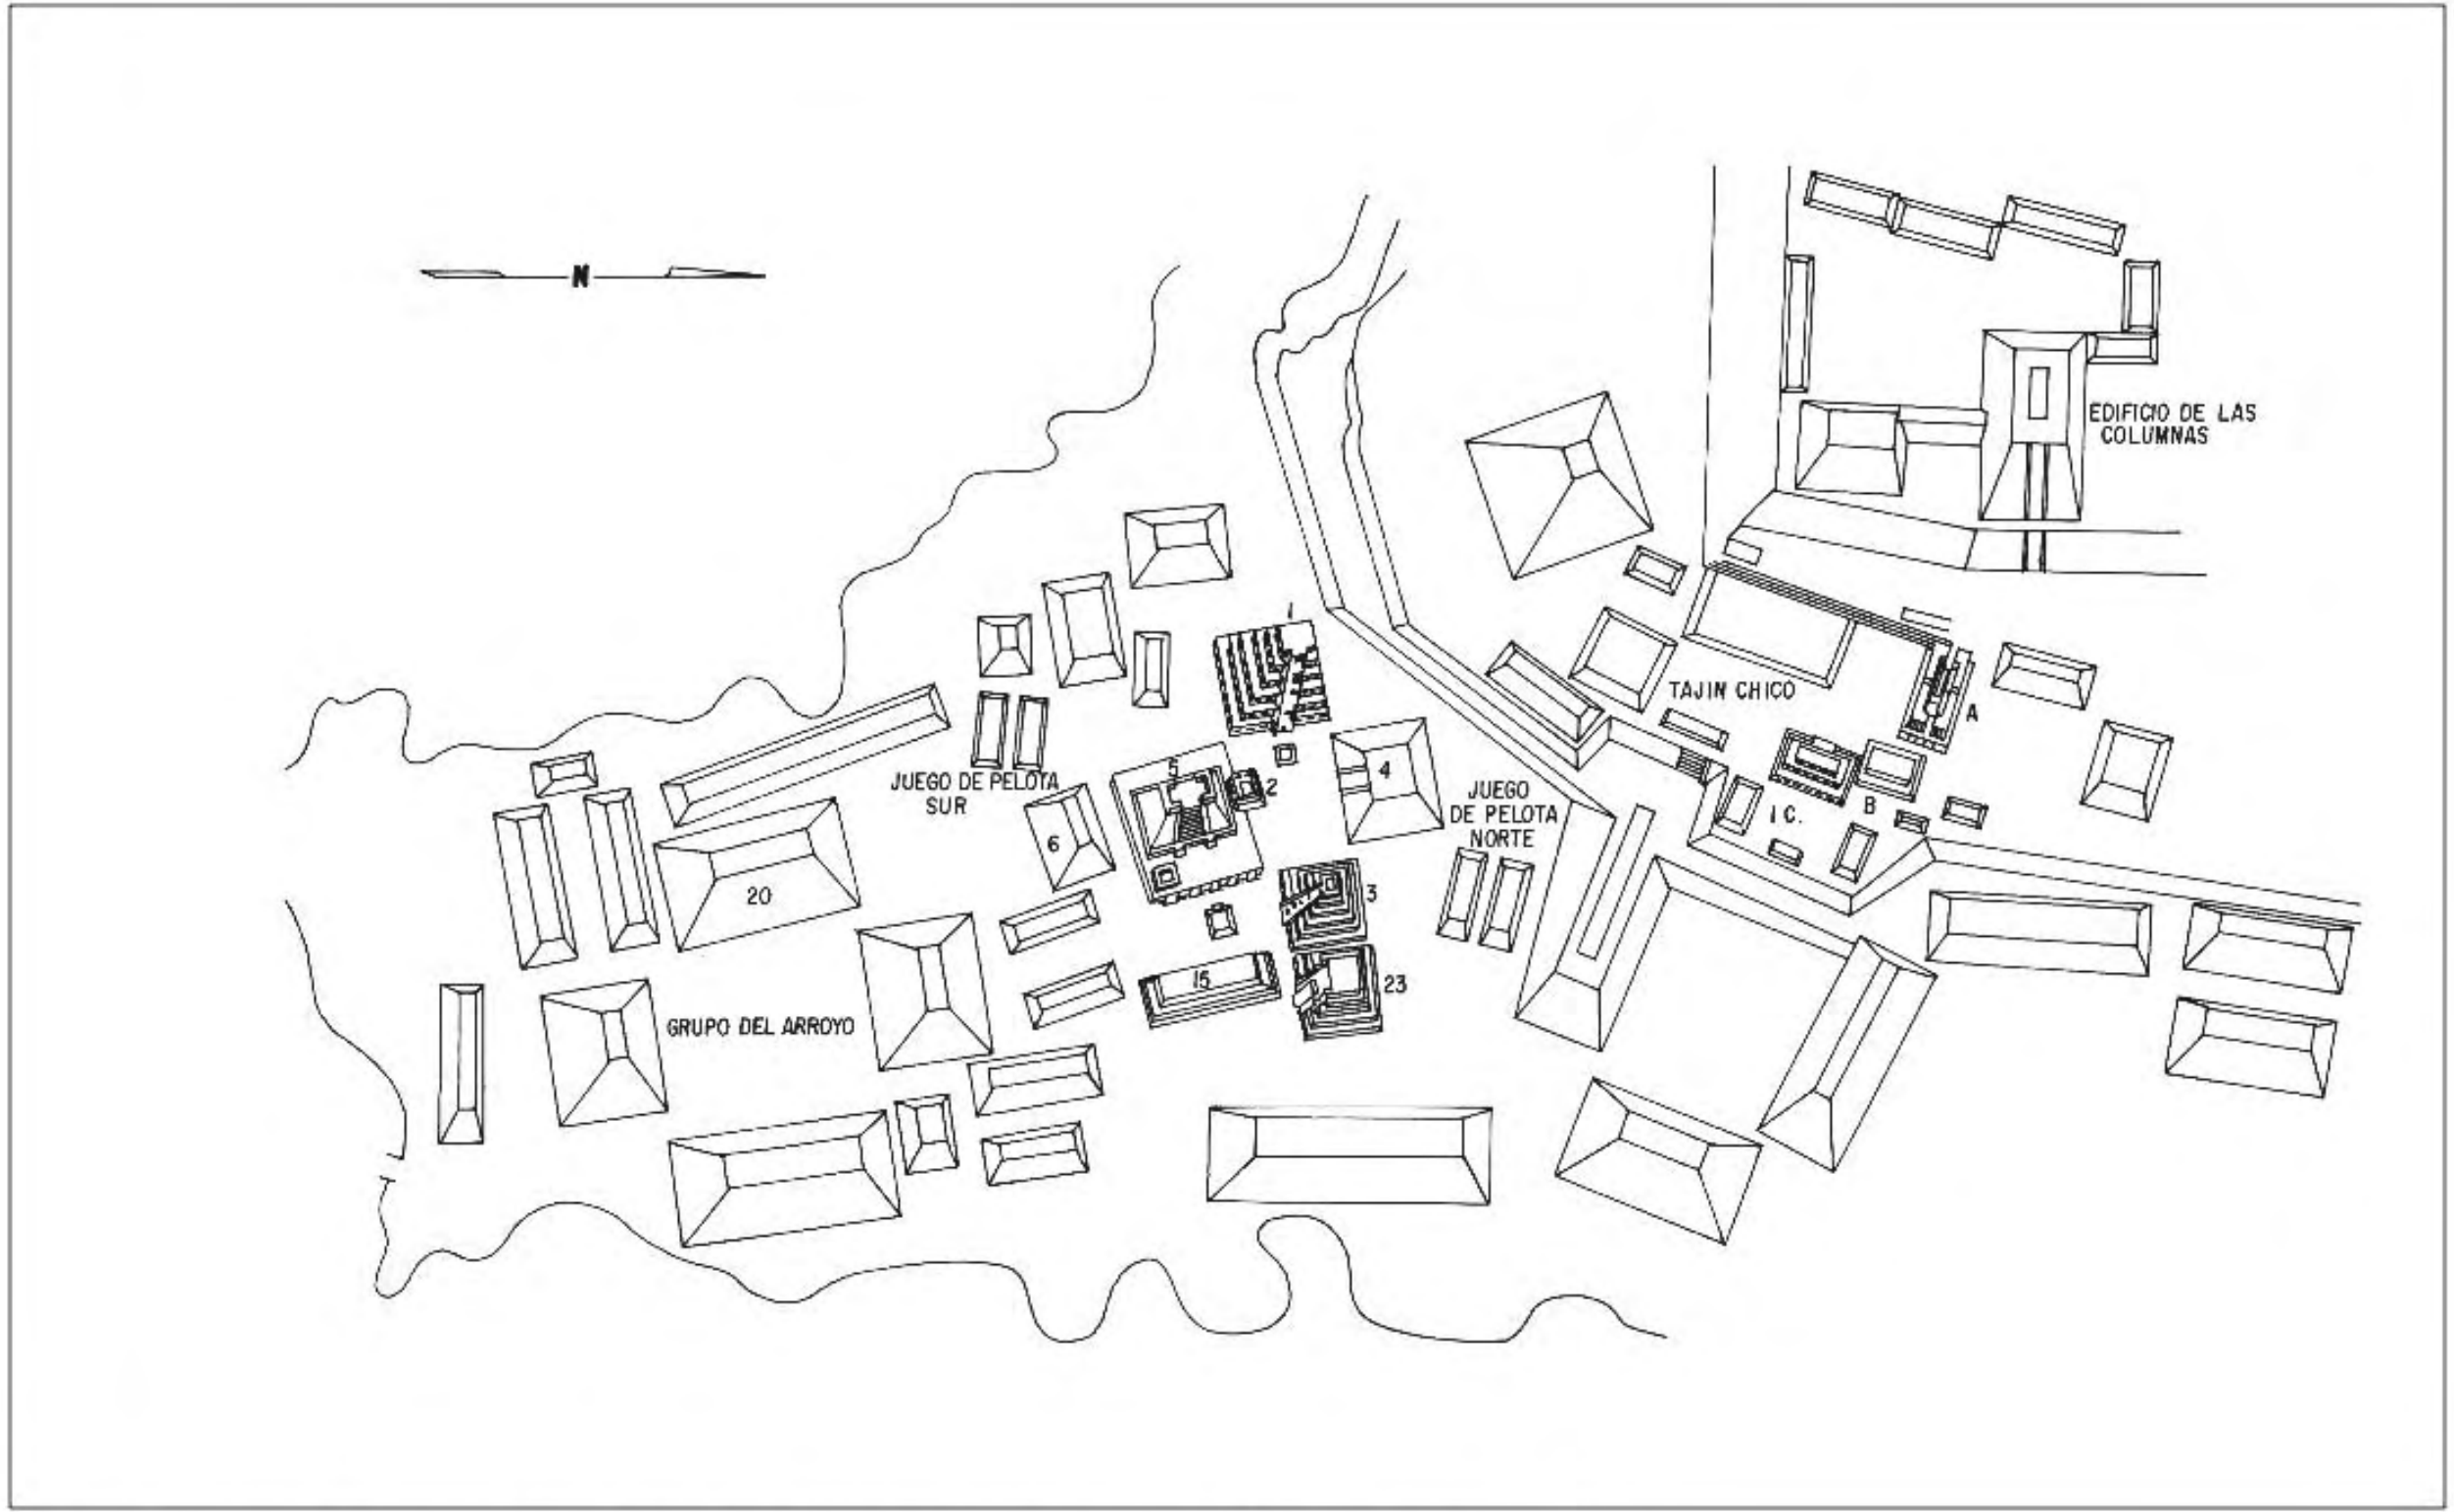 N
EDIFICIO DE LAS
COLUMNAS
1
TAJIN CHICO
A
JUEGO DE PELOTA
SUR
5
2
4
JUEGO
DE PELOTA
NORTE
B
I C.
6
20
3
15
23
GRUPO DEL ARROYO